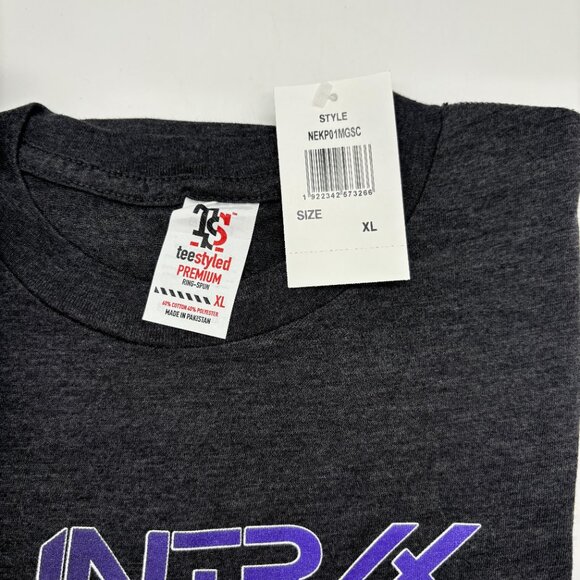 STYLE
NEKP01MGSC
1 922342 673266
SIZE
XL
TS™
teestyled
PREMIUM
RING-SPUN
XL
60% COTTON 40% POLYESTER
MADE IN PAKISTAN